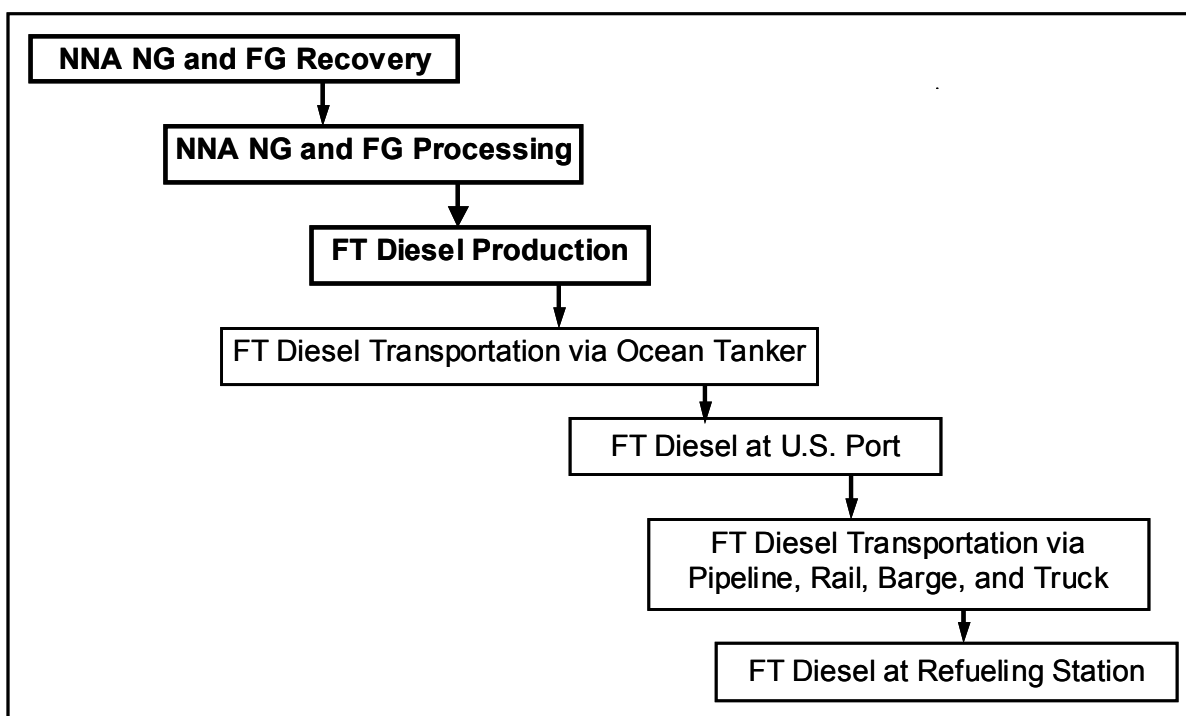 NNA NG and FG Recovery
NNA NG and FG Processing
FT Diesel Production
FT Diesel Transportation via Ocean Tanker
FT Diesel at U.S. Port
FT Diesel Transportation via
Pipeline, Rail, Barge, and Truck
FT Diesel at Refueling Station